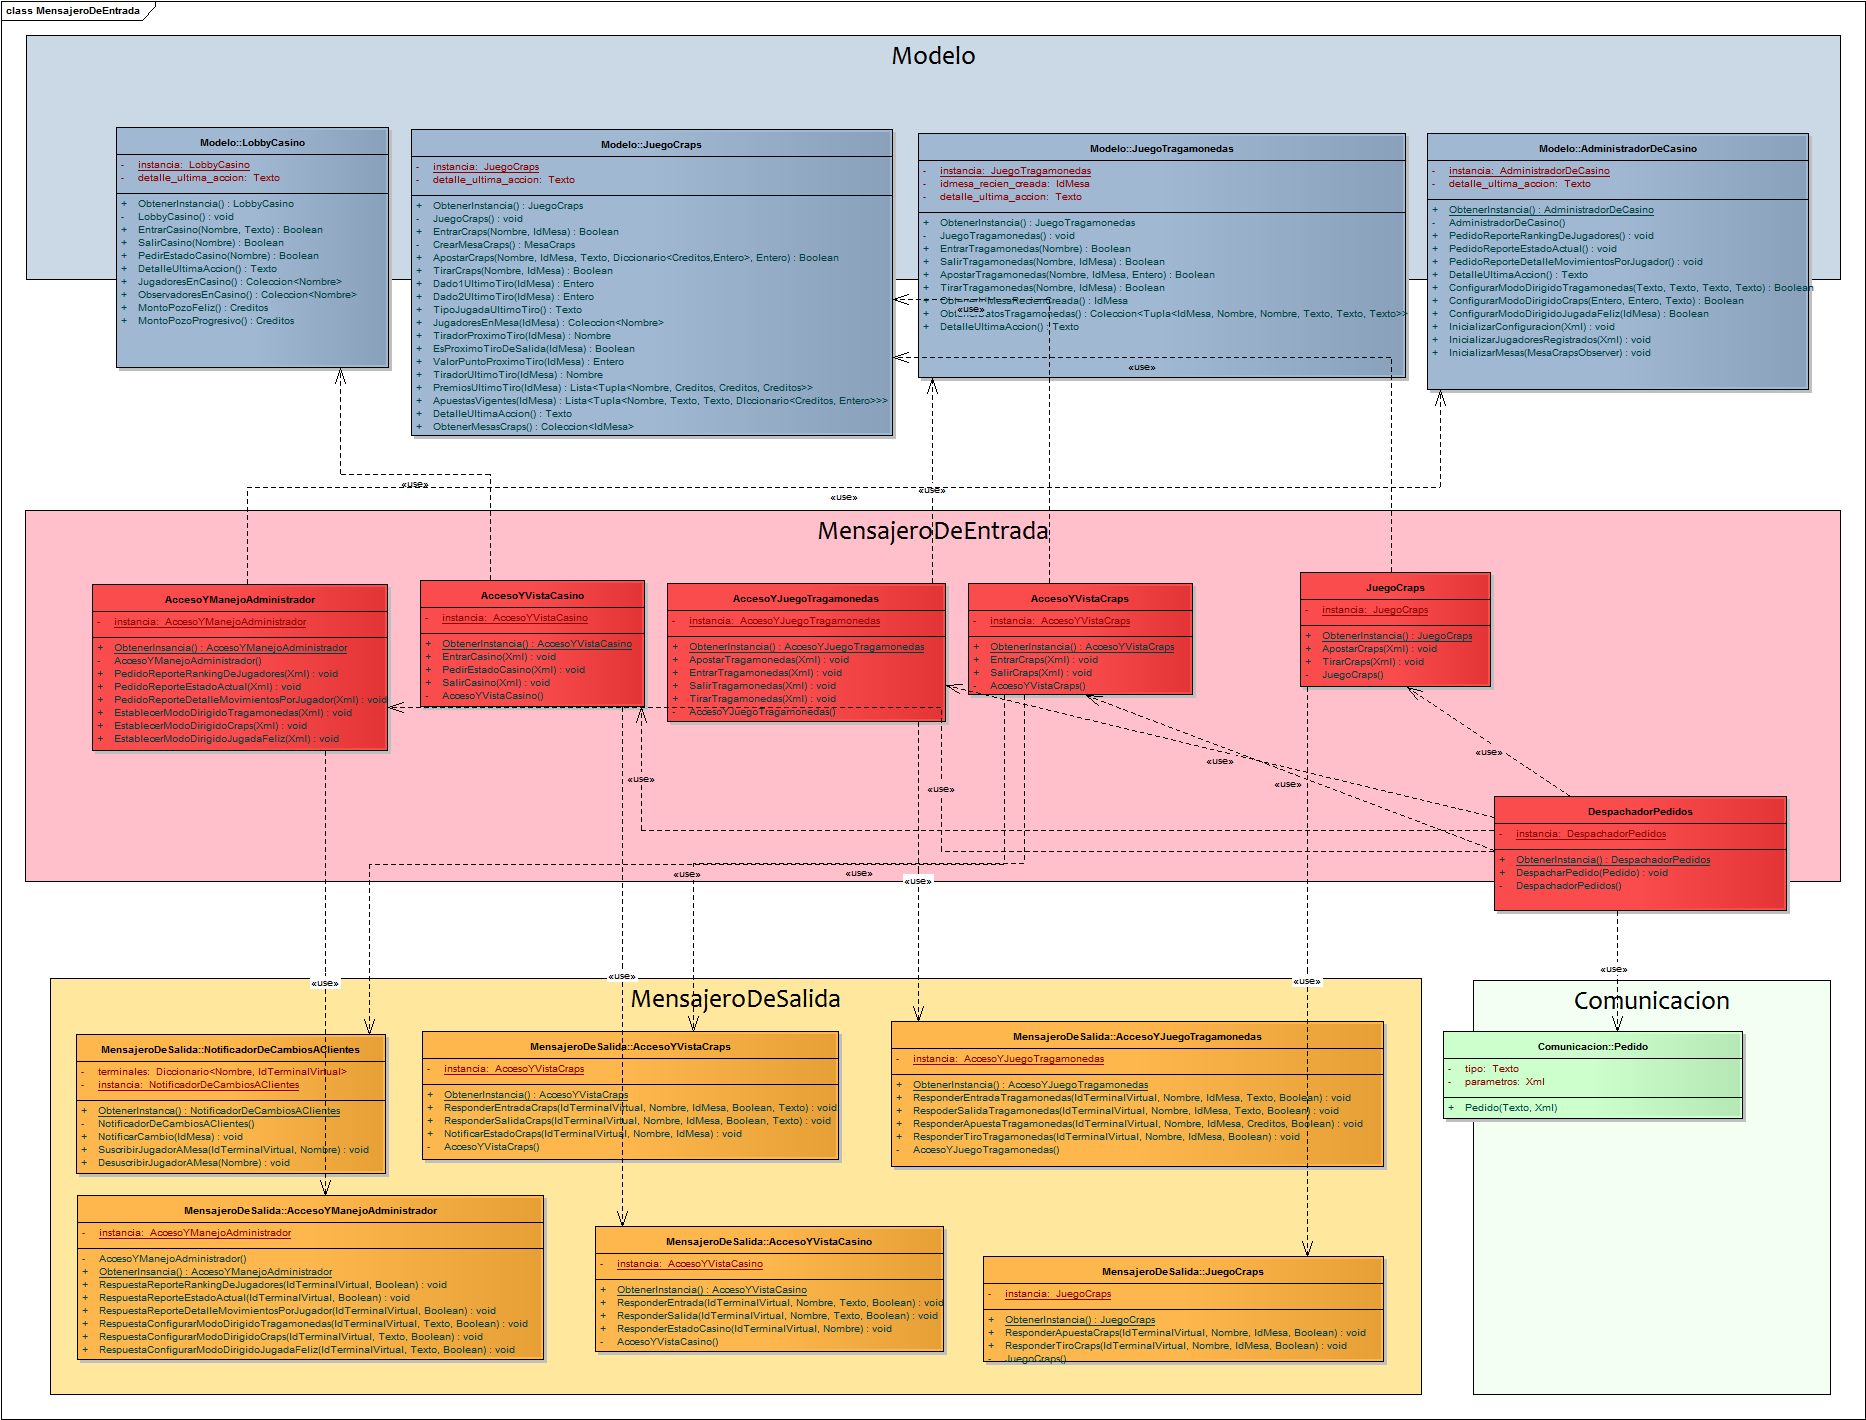 class MensajeroDeEntrada
Modelo
Modelo::LobbyCasino
- instancia: LobbyCasino
- detalle_ultima_accion: Texto
+ ObtenerInstancia() : LobbyCasino
- LobbyCasino() : void
+ EntrarCasino(Nombre, Texto) : Boolean
+ SalirCasino(Nombre) : Boolean
+ PedirEstadoCasino(Nombre) : Boolean
+ DetalleUltimaAccion() : Texto
+ JugadoresEnCasino() : Coleccion<Nombre>
+ ObservadoresEnCasino() : Coleccion<Nombre>
+ MontoPozoFeliz() : Creditos
+ MontoPozoProgresivo() : Creditos
Modelo::JuegoCraps
- instancia: JuegoCraps
- detalle_ultima_accion: Texto
+ ObtenerInstancia() : JuegoCraps
- JuegoCraps() : void
+ EntrarCraps(Nombre, IdMesa) : Boolean
- CrearMesaCraps() : MesaCraps
+ ApostarCraps(Nombre, IdMesa, Texto, Diccionario<Creditos,Entero>, Entero) : Boolean
+ TirarCraps(Nombre, IdMesa) : Boolean
+ Dado1UltimoTiro(IdMesa) : Entero
+ Dado2UltimoTiro(IdMesa) : Entero
+ TipoJugadaUltimoTiro() : Texto
+ JugadoresEnMesa(IdMesa) : Coleccion<Nombre>
+ TiradorProximoTiro(IdMesa) : Nombre
+ EsProximoTiroDeSalida(IdMesa) : Boolean
+ ValorPuntoProximoTiro(IdMesa) : Entero
+ TiradorUltimoTiro(IdMesa) : Nombre
+ PremiosUltimoTiro(IdMesa) : Lista<Tupla<Nombre, Creditos, Creditos, Creditos>>
+ ApuestasVigentes(IdMesa) : Lista<Tupla<Nombre, Texto, Texto, DIccionario<Creditos, Entero>>>
+ DetalleUltimaAccion() : Texto
+ ObtenerMesasCraps() : Coleccion<IdMesa>
Modelo::JuegoTragamonedas
- instancia: JuegoTragamonedas
- idmesa_recien_creada: IdMesa
- detalle_ultima_accion: Texto
+ ObtenerInstancia() : JuegoTragamonedas
- JuegoTragamonedas() : void
+ EntrarTragamonedas(Nombre) : Boolean
+ SalirTragamonedas(Nombre, IdMesa) : Boolean
+ ApostarTragamonedas(Nombre, IdMesa, Entero) : Boolean
+ TirarTragamonedas(Nombre, IdMesa) : Boolean
+ ObtenerMesaRecienCreada() : IdMesa
+ ObtenerDatosTragamonedas() : Coleccion<Tupla<IdMesa, Nombre, Nombre, Texto, Texto, Texto>>
+ DetalleUltimaAccion() : Texto
«use»
«use»
Modelo::AdministradorDeCasino
- instancia: AdministradorDeCasino
- detalle_ultima_accion: Texto
+ ObtenerInstancia() : AdministradorDeCasino
- AdministradorDeCasino()
+ PedidoReporteRankingDeJugadores() : void
+ PedidoReporteEstadoActual() : void
+ PedidoReporteDetalleMovimientosPorJugador() : void
+ DetalleUltimaAccion() : Texto
+ ConfigurarModoDirigidoTragamonedas(Texto, Texto, Texto, Texto) : Boolean
+ ConfigurarModoDirigidoCraps(Entero, Entero, Texto) : Boolean
+ ConfigurarModoDirigidoJugadaFeliz(IdMesa) : Boolean
+ InicializarConfiguracion(Xml) : void
+ InicializarJugadoresRegistrados(Xml) : void
+ InicializarMesas(MesaCrapsObserver) : void
«use»
«use»
«use»
MensajeroDeEntrada
AccesoYManejoAdministrador
- instancia: AccesoYManejoAdministrador
+ ObtenerInsancia() : AccesoYManejoAdministrador
- AccesoYManejoAdministrador()
+ PedidoReporteRankingDeJugadores(Xml) : void
+ PedidoReporteEstadoActual(Xml) : void
+ PedidoReporteDetalleMovimientosPorJugador(Xml) : void
+ EstablecerModoDirigidoTragamonedas(Xml) : void
+ EstablecerModoDirigidoCraps(Xml) : void
+ EstablecerModoDirigidoJugadaFeliz(Xml) : void
AccesoYVistaCasino
- instancia: AccesoYVistaCasino
+ ObtenerInstancia() : AccesoYVistaCasino
+ EntrarCasino(Xml) : void
+ PedirEstadoCasino(Xml) : void
+ SalirCasino(Xml) : void
- AccesoYVistaCasino()
AccesoYJuegoTragamonedas
- instancia: AccesoYJuegoTragamonedas
+ ObtenerInstancia() : AccesoYJuegoTragamonedas
+ ApostarTragamonedas(Xml) : void
+ EntrarTragamonedas(Xml) : void
+ SalirTragamonedas(Xml) : void
+ TirarTragamonedas(Xml) : void
- AccesoYJuegoTragamonedas()
AccesoYVistaCraps
- instancia: AccesoYVistaCraps
+ ObtenerInstancia() : AccesoYVistaCraps
+ EntrarCraps(Xml) : void
+ SalirCraps(Xml) : void
- AccesoYVistaCraps()
JuegoCraps
- instancia: JuegoCraps
+ ObtenerInstancia() : JuegoCraps
+ ApostarCraps(Xml) : void
+ TirarCraps(Xml) : void
- JuegoCraps()
«use»
«use»
«use»
«use»
«use»
DespachadorPedidos
- instancia: DespachadorPedidos
+ ObtenerInstancia() : DespachadorPedidos
+ DespacharPedido(Pedido) : void
- DespachadorPedidos()
«use»
«use»
«use»
«use»
«use»
«use»
«use»
MensajeroDeSalida
MensajeroDeSalida::NotificadorDeCambiosAClientes
- terminales: Diccionario<Nombre, IdTerminalVirtual>
- instancia: NotificadorDeCambiosAClientes
+ ObtenerInstanca() : NotificadorDeCambiosAClientes
- NotificadorDeCambiosAClientes()
+ NotificarCambio(IdMesa) : void
+ SuscribirJugadorAMesa(IdTerminalVirtual, Nombre) : void
+ DesuscribirJugadorAMesa(Nombre) : void
MensajeroDeSalida::AccesoYVistaCraps
- instancia: AccesoYVistaCraps
+ ObtenerInstancia() : AccesoYVistaCraps
+ ResponderEntradaCraps(IdTerminalVirtual, Nombre, IdMesa, Boolean, Texto) : void
+ ResponderSalidaCraps(IdTerminalVirtual, Nombre, IdMesa, Boolean, Texto) : void
+ NotificarEstadoCraps(IdTerminalVirtual, Nombre, IdMesa) : void
- AccesoYVistaCraps()
MensajeroDeSalida::AccesoYJuegoTragamonedas
- instancia: AccesoYJuegoTragamonedas
+ ObtenerInstancia() : AccesoYJuegoTragamonedas
+ ResponderEntradaTragamonedas(IdTerminalVirtual, Nombre, IdMesa, Texto, Boolean) : void
+ RespoderSalidaTragamonedas(IdTerminalVirtual, Nombre, IdMesa, Texto, Boolean) : void
+ ResponderApuestaTragamonedas(IdTerminalVirtual, Nombre, IdMesa, Creditos, Boolean) : void
+ ResponderTiroTragamonedas(IdTerminalVirtual, Nombre, IdMesa, Boolean) : void
- AccesoYJuegoTragamonedas()
MensajeroDeSalida::AccesoYManejoAdministrador
- instancia: AccesoYManejoAdministrador
- AccesoYManejoAdministrador()
+ ObtenerInsancia() : AccesoYManejoAdministrador
+ RespuestaReporteRankingDeJugadores(IdTerminalVirtual, Boolean) : void
+ RespuestaReporteEstadoActual(IdTerminalVirtual, Boolean) : void
+ RespuestaReporteDetalleMovimientosPorJugador(IdTerminalVirtual, Boolean) : void
+ RespuestaConfigurarModoDirigidoTragamonedas(IdTerminalVirtual, Texto, Boolean) : void
+ RespuestaConfigurarModoDirigidoCraps(IdTerminalVirtual, Texto, Boolean) : void
+ RespuestaConfigurarModoDirigidoJugadaFeliz(IdTerminalVirtual, Texto, Boolean) : void
MensajeroDeSalida::AccesoYVistaCasino
- instancia: AccesoYVistaCasino
+ ObtenerInstancia() : AccesoYVistaCasino
+ ResponderEntrada(IdTerminalVirtual, Nombre, Texto, Boolean) : void
+ ResponderSalida(IdTerminalVirtual, Nombre, Texto, Boolean) : void
+ ResponderEstadoCasino(IdTerminalVirtual, Nombre) : void
- AccesoYVistaCasino()
MensajeroDeSalida::JuegoCraps
- instancia: JuegoCraps
+ ObtenerInstancia() : JuegoCraps
+ ResponderApuestaCraps(IdTerminalVirtual, Nombre, IdMesa, Boolean) : void
+ ResponderTiroCraps(IdTerminalVirtual, Nombre, IdMesa, Boolean) : void
- JuegoCraps()
Comunicacion
Comunicacion::Pedido
- tipo: Texto
- parametros: Xml
+ Pedido(Texto, Xml)